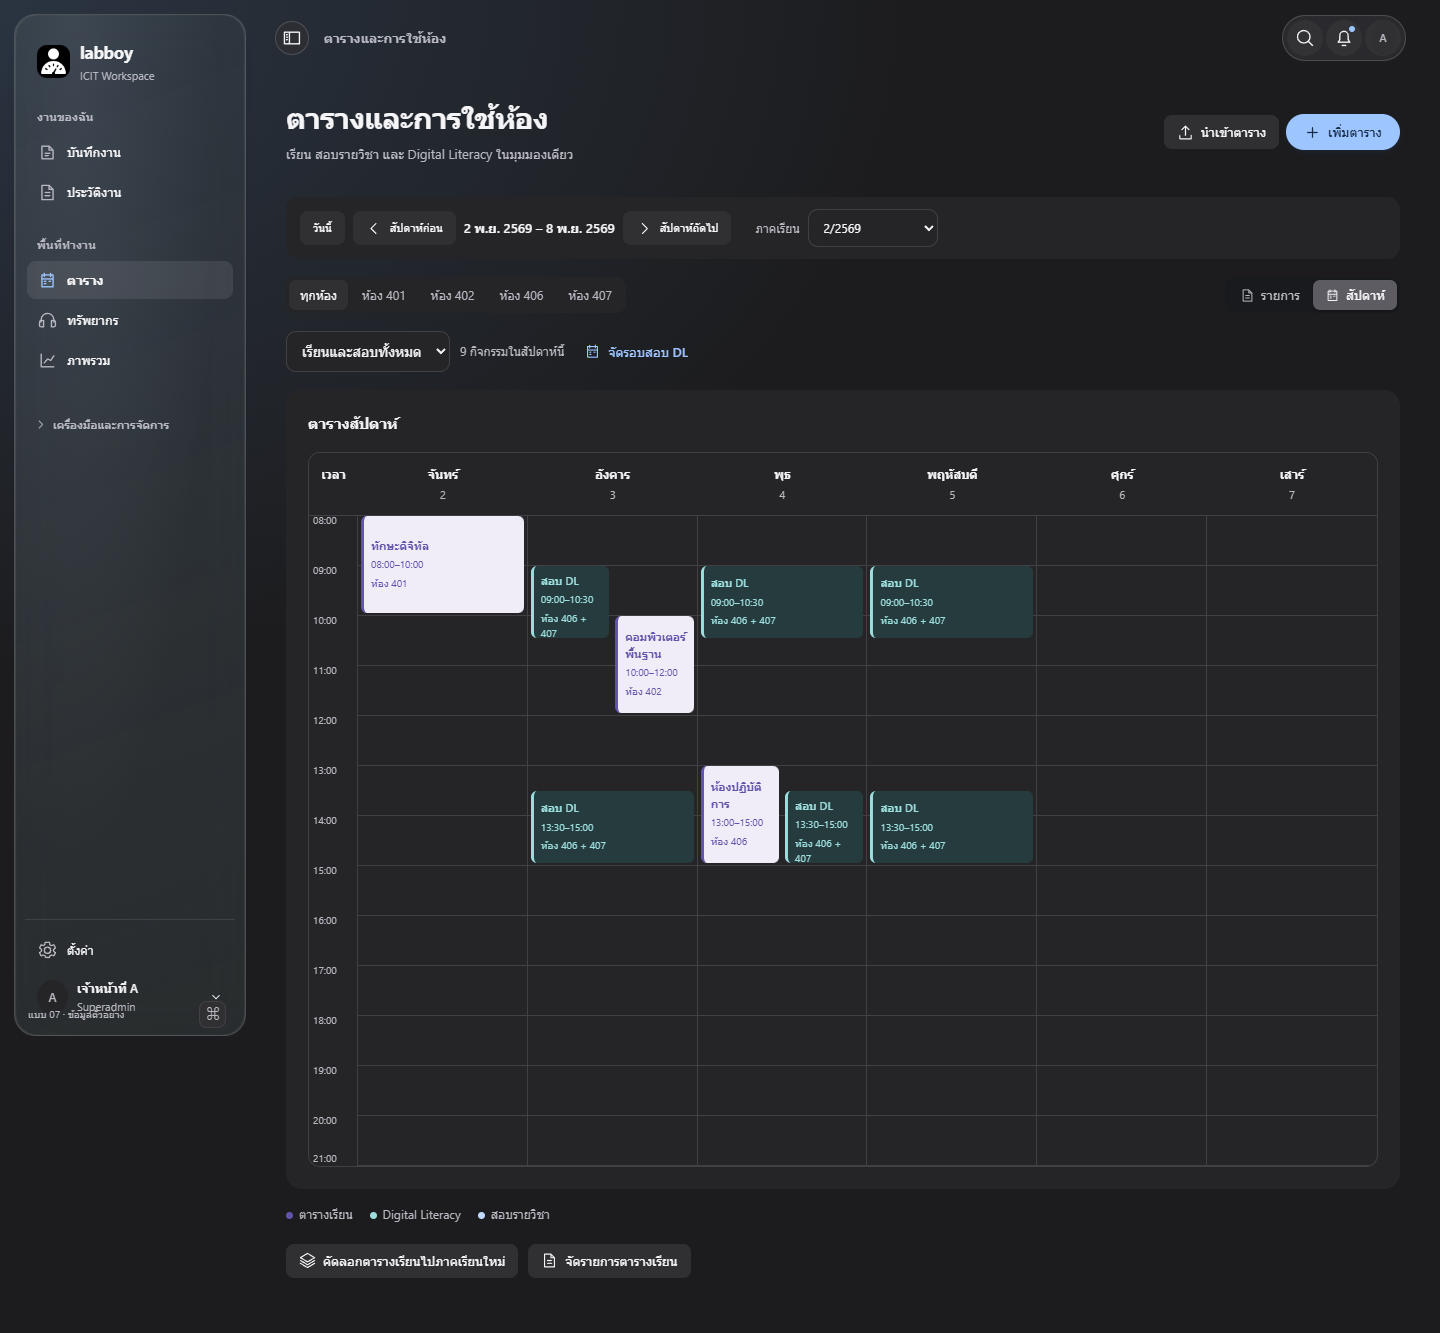 labboy
ICIT Workspace
งานของฉัน
บันทึกงาน
ประวัติงาน
พื้นที่ทำงาน
ตาราง
ทรัพยากร
ภาพรวม
เครื่องมือและการจัดการ
ตั้งค่า
A
เจ้าหน้าที่ A
Superadmin
แบบ 07 · ข้อมูลตัวอย่าง
⌘
ตารางและการใช้ห้อง
A
ตารางและการใช้ห้อง
เรียน สอบรายวิชา และ Digital Literacy ในมุมมองเดียว
นำเข้าตาราง
เพิ่มตาราง
วันนี้ สัปดาห์ก่อน 2 พ.ย. 2569 – 8 พ.ย. 2569 สัปดาห์ถัดไป ภาคเรียน 2/2569
ทุกห้อง ห้อง 401 ห้อง 402 ห้อง 406 ห้อง 407
รายการ สัปดาห์
เรียนและสอบทั้งหมด 9 กิจกรรมในสัปดาห์นี้ จัดรอบสอบ DL
ตารางสัปดาห์
เวลา จันทร์ อังคาร พุธ พฤหัสบดี ศุกร์ เสาร์
2 3 4 5 6 7
08:00
09:00
10:00
11:00
12:00
13:00
14:00
15:00
16:00
17:00
18:00
19:00
20:00
21:00
ทักษะดิจิทัล
08:00–10:00
ห้อง 401
สอบ DL
09:00–10:30
ห้อง 406 +
407
คอมพิวเตอร์
พื้นฐาน
10:00–12:00
ห้อง 402
สอบ DL
13:30–15:00
ห้อง 406 + 407
สอบ DL
09:00–10:30
ห้อง 406 + 407
ห้องปฏิบัติ
การ
13:00–15:00
ห้อง 406
สอบ DL
13:30–15:00
ห้อง 406 +
407
สอบ DL
09:00–10:30
ห้อง 406 + 407
สอบ DL
13:30–15:00
ห้อง 406 + 407
ตารางเรียน Digital Literacy สอบรายวิชา
คัดลอกตารางเรียนไปภาคเรียนใหม่ จัดรายการตารางเรียน